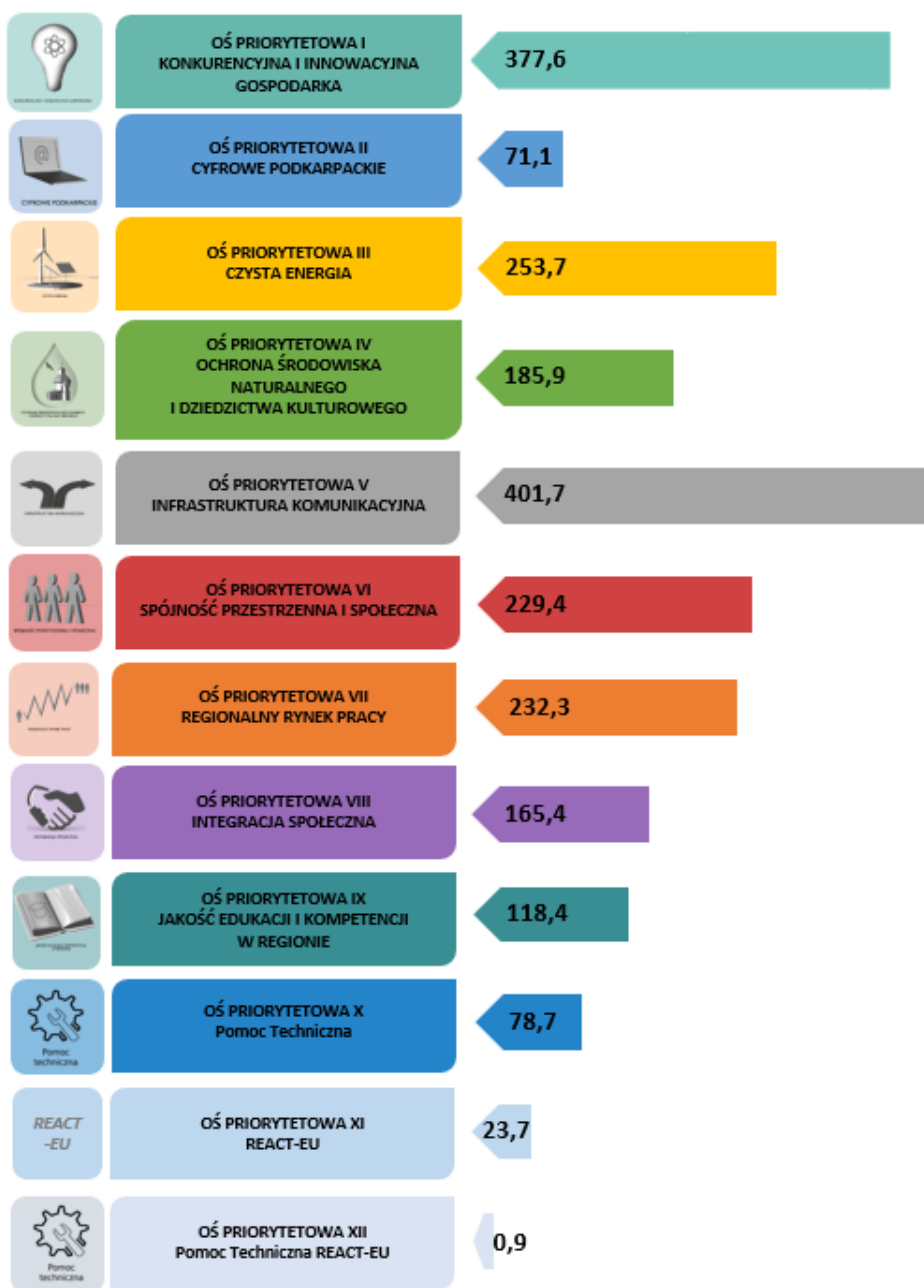 OŚ PRIORYTETOWA I
KONKURENCYJNA I INNOWACYJNA
GOSPODARKA
377,6
@
CYFROWE PODKARPACKIE
OŚ PRIORYTETOWA II
CYFROWE PODKARPACKIE
71,1
OŚ PRIORYTETOWA III
CZYSTA ENERGIA
253,7
OŚ PRIORYTETOWA IV
OCHRONA ŚRODOWISKA
NATURALNEGO
I DZIEDZICTWA KULTUROWEGO
185,9
OŚ PRIORYTETOWA V
INFRASTRUKTURA KOMUNIKACYJNA
401,7
OŚ PRIORYTETOWA VI
SPÓJNOŚĆ PRZESTRZENNA I SPOŁECZNA
229,4
OŚ PRIORYTETOWA VII
REGIONALNY RYNEK PRACY
232,3
OŚ PRIORYTETOWA VIII
INTEGRACJA SPOŁECZNA
165,4
OŚ PRIORYTETOWA IX
JAKOŚĆ EDUKACJI I KOMPETENCJI
W REGIONIE
118,4
Pomoc
techniczna
OŚ PRIORYTETOWA X
Pomoc Techniczna
78,7
REACT
-EU
OŚ PRIORYTETOWA XI
REACT-EU
23,7
Pomoc
techniczna
OŚ PRIORYTETOWA XII
Pomoc Techniczna REACT-EU
0,9